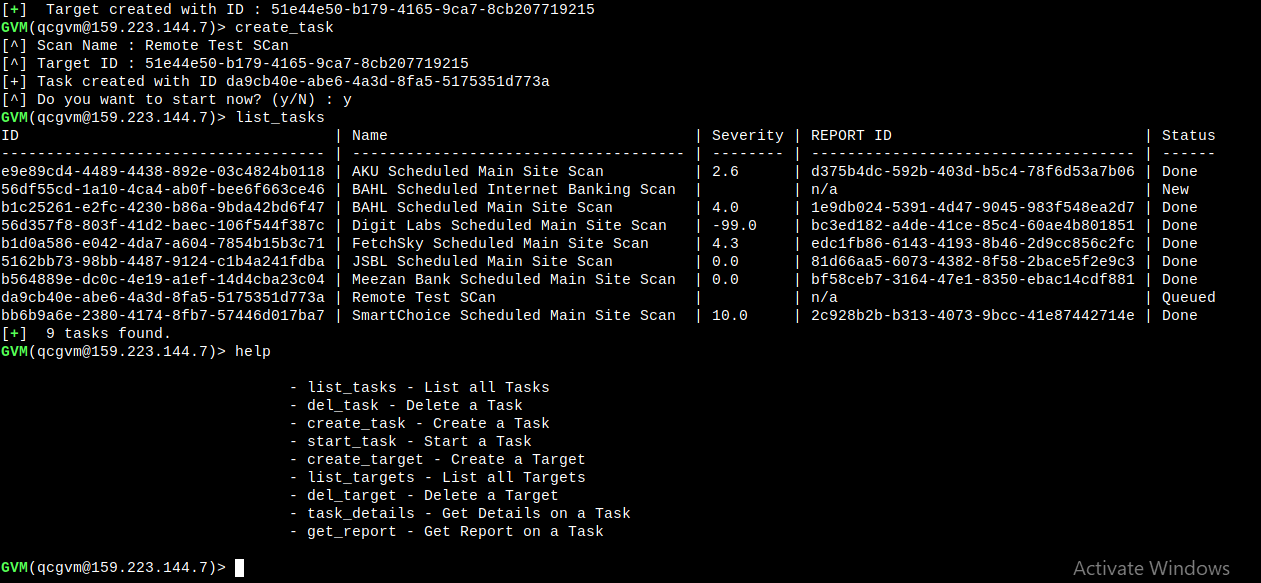 [+]  Target created with ID : 51e44e50-b179-4165-9ca7-8cb207719215
GVM(qcgvm@159.223.144.7)> create_task
[^] Scan Name : Remote Test SCan
[^] Target ID : 51e44e50-b179-4165-9ca7-8cb207719215
[+] Task created with ID da9cb40e-abe6-4a3d-8fa5-5175351d773a
[^] Do you want to start now? (y/N) : y
GVM(qcgvm@159.223.144.7)> list_tasks
ID                                   | Name                                  | Severity | REPORT ID                            | Status
------------------------------------ | ------------------------------------- | -------- | ------------------------------------ | ------
e9e89cd4-4489-4438-892e-03c4824b0118 | AKU Scheduled Main Site Scan          | 2.6      | d375b4dc-592b-403d-b5c4-78f6d53a7b06 | Done
56df55cd-1a10-4ca4-ab0f-bee6f663ce46 | BAHL Scheduled Internet Banking Scan  |          | n/a                                  | New
b1c25261-e2fc-4230-b86a-9bda42bd6f47 | BAHL Scheduled Main Site Scan         | 4.0      | 1e9db024-5391-4d47-9045-983f548ea2d7 | Done
56d357f8-803f-41d2-baec-106f544f387c | Digit Labs Scheduled Main Site Scan   | -99.0    | bc3ed182-a4de-41ce-85c4-60ae4b801851 | Done
b1d0a586-e042-4da7-a604-7854b15b3c71 | FetchSky Scheduled Main Site Scan     | 4.3      | edc1fb86-6143-4193-8b46-2d9cc856c2fc | Done
5162bb73-98bb-4487-9124-c1b4a241fdba | JSBL Scheduled Main Site Scan         | 0.0      | 81d66aa5-6073-4382-8f58-2bace5f2e9c3 | Done
b564889e-dc0c-4e19-a1ef-14d4cba23c04 | Meezan Bank Scheduled Main Site Scan  | 0.0      | bf58ceb7-3164-47e1-8350-ebac14cdf881 | Done
da9cb40e-abe6-4a3d-8fa5-5175351d773a | Remote Test SCan                      |          | n/a                                  | Queued
bb6b9a6e-2380-4174-8fb7-57446d017ba7 | SmartChoice Scheduled Main Site Scan  | 10.0     | 2c928b2b-b313-4073-9bcc-41e87442714e | Done
[+]  9 tasks found.
GVM(qcgvm@159.223.144.7)> help
- list_tasks - List all Tasks
- del_task - Delete a Task
- create_task - Create a Task
- start_task - Start a Task
- create_target - Create a Target
- list_targets - List all Targets
- del_target - Delete a Target
- task_details - Get Details on a Task
- get_report - Get Report on a Task
GVM(qcgvm@159.223.144.7)>
Activate Windows